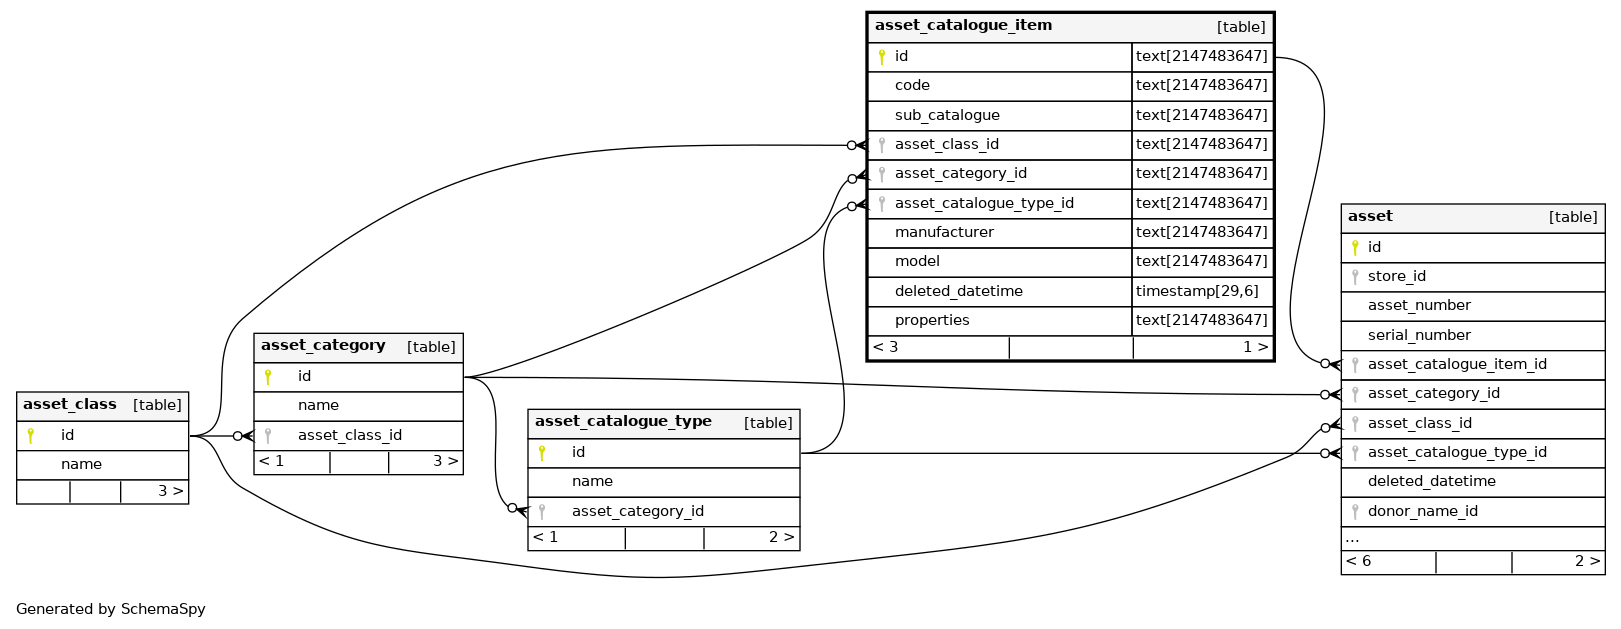 asset_catalogue_item [table]
id text[2147483647]
code text[2147483647]
sub_catalogue text[2147483647]
asset_class_id text[2147483647]
asset_category_id text[2147483647]
asset_catalogue_type_id text[2147483647]
manufacturer text[2147483647]
model text[2147483647]
deleted_datetime timestamp[29,6]
properties text[2147483647]
< 3 1 >
asset [table]
id
store_id
asset_number
serial_number
asset_catalogue_item_id
asset_category_id
asset_class_id
asset_catalogue_type_id
deleted_datetime
donor_name_id
...
< 6 2 >
asset_category [table]
id
name
asset_class_id
< 1 3 >
asset_class [table]
id
name
3 >
asset_catalogue_type [table]
id
name
asset_category_id
< 1 2 >
Generated by SchemaSpy